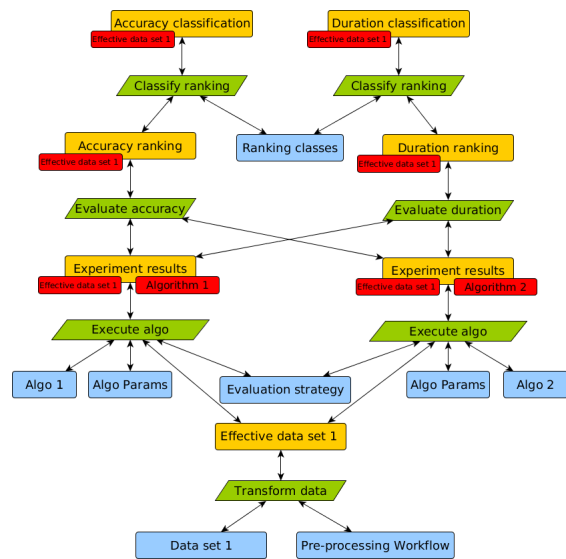 Accuracy classification
Effective data set 1
Duration classification
Effective data set 1
Classify ranking
Classify ranking
Accuracy ranking
Effective data set 1
Ranking classes
Duration ranking
Effective data set 1
Evaluate accuracy
Evaluate duration
Experiment results
Effective data set 1
Algorithm 1
Experiment results
Effective data set 1
Algorithm 2
Execute algo
Execute algo
Algo 1
Algo Params
Evaluation strategy
Algo Params
Algo 2
Effective data set 1
Transform data
Data set 1
Pre-processing Workflow